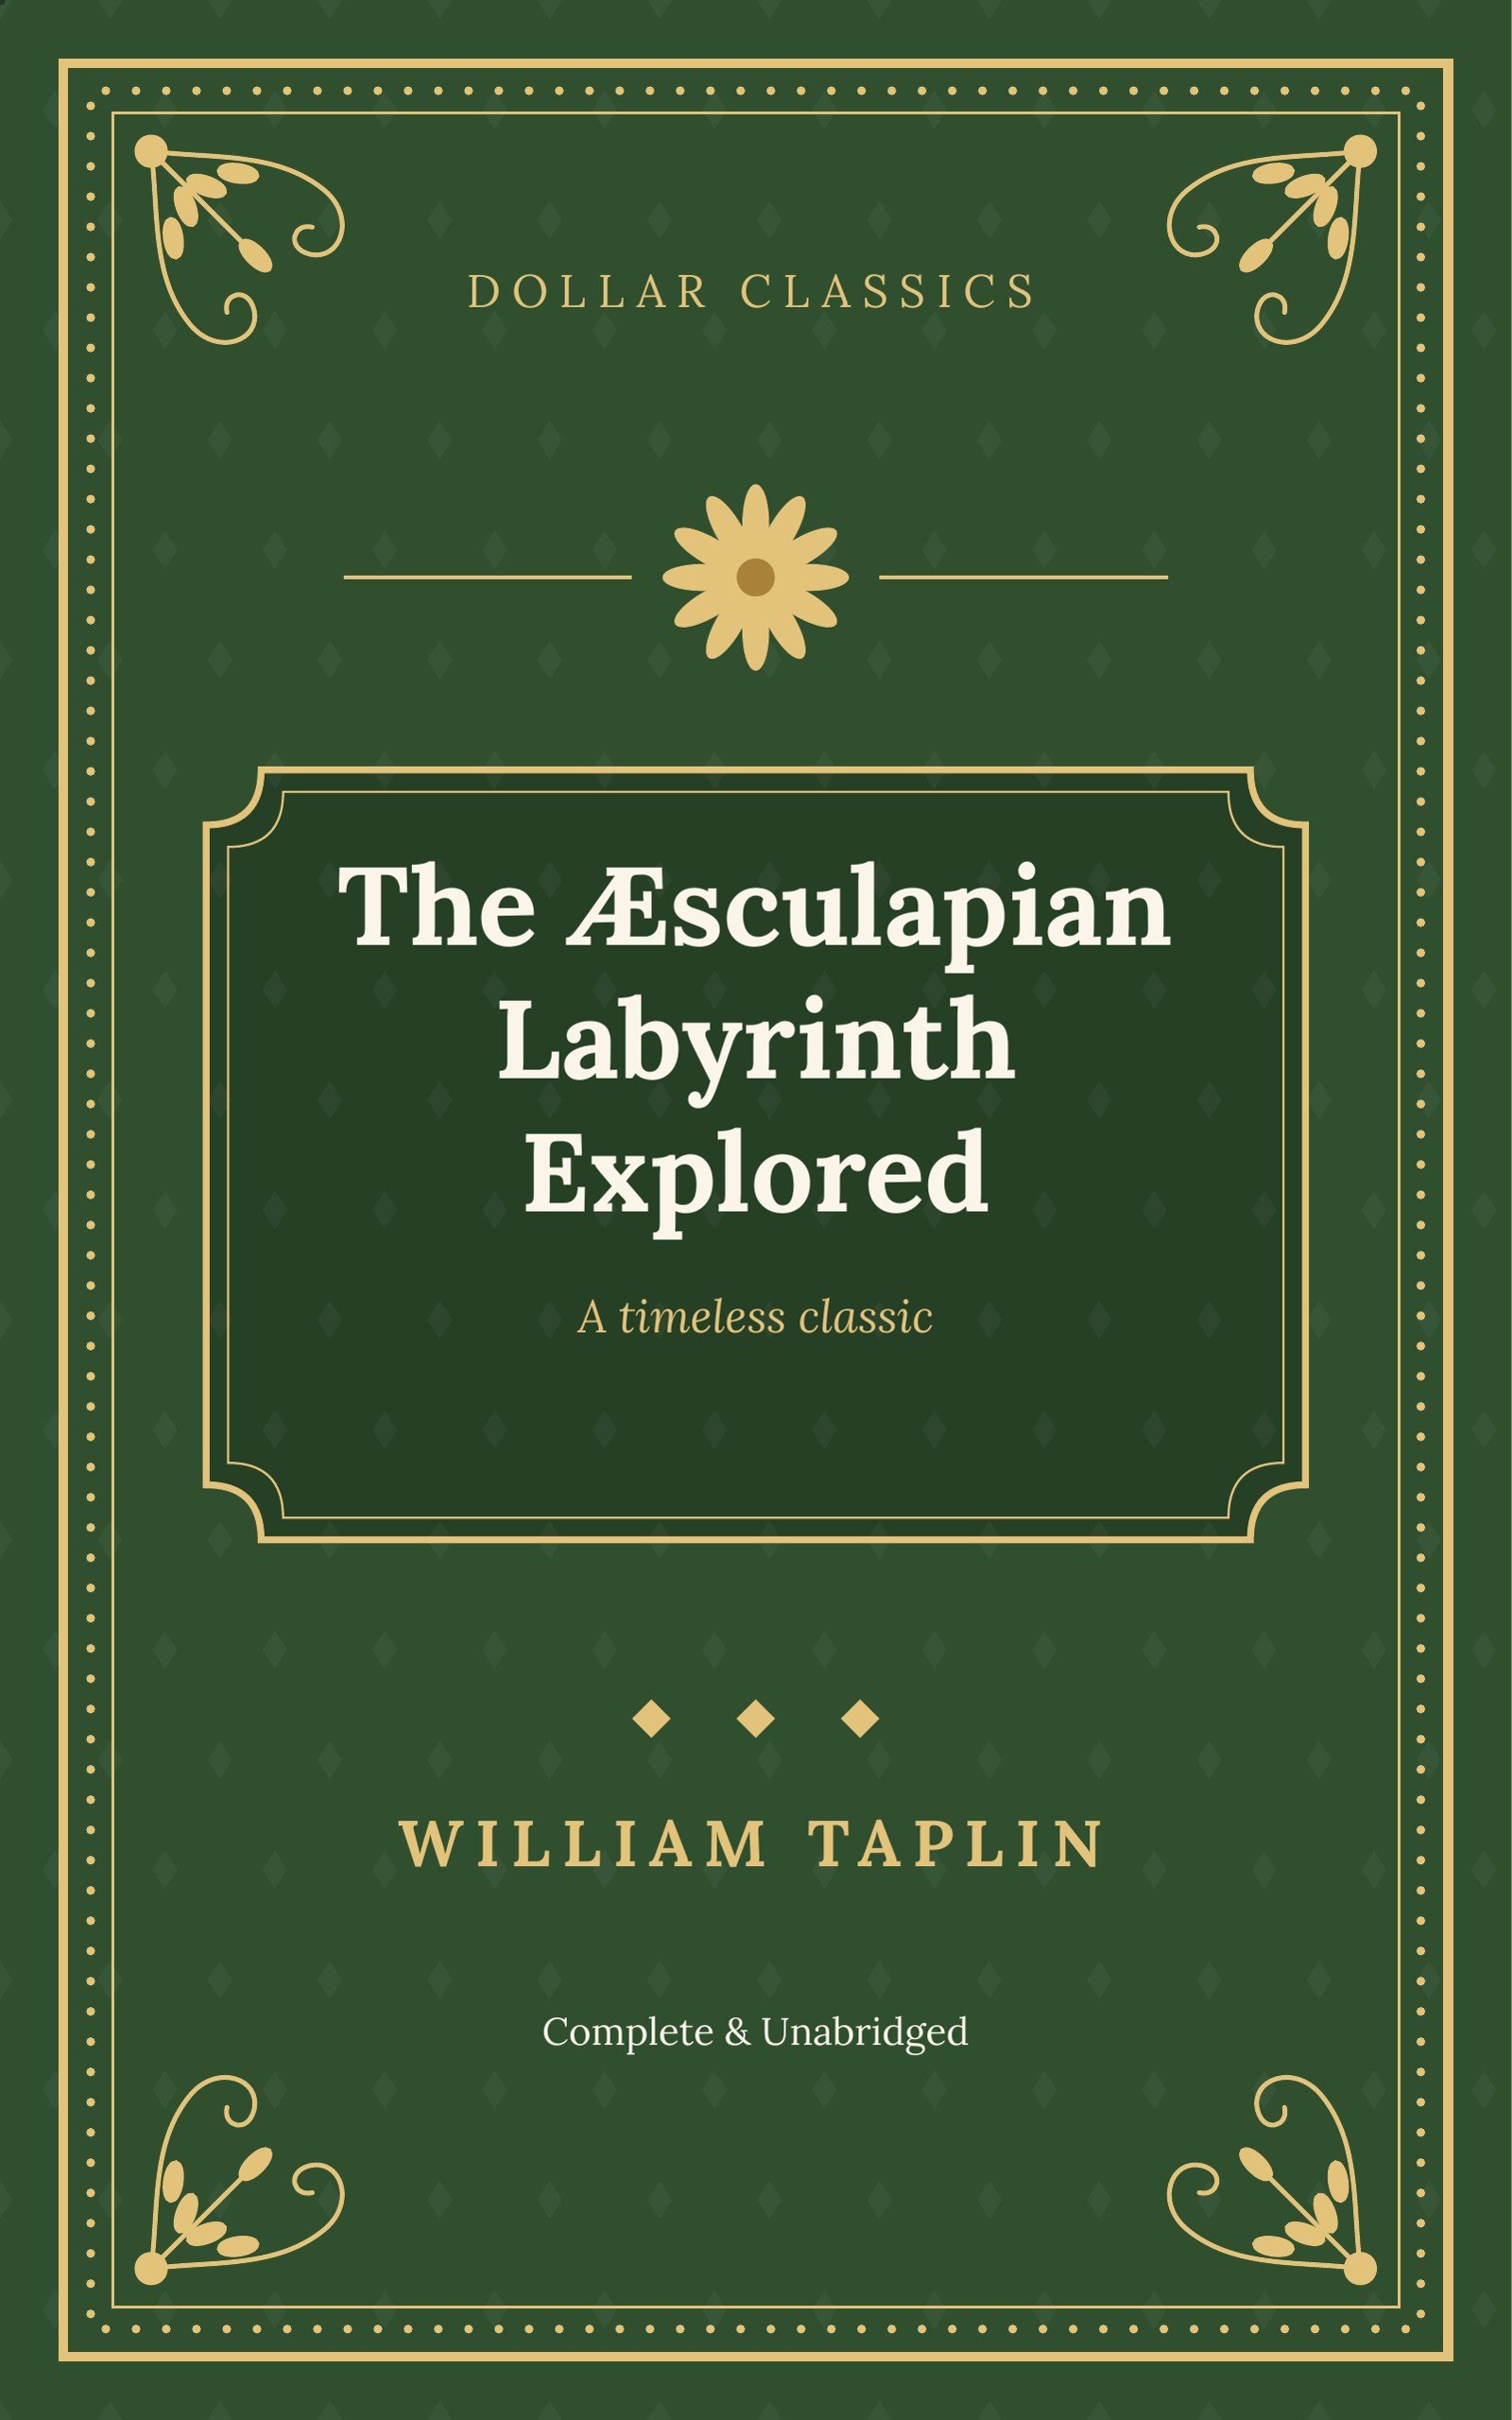 DOLLAR CLASSICS
The Æsculapian
Labyrinth
Explored
A timeless classic
WILLIAM TAPLIN
Complete & Unabridged